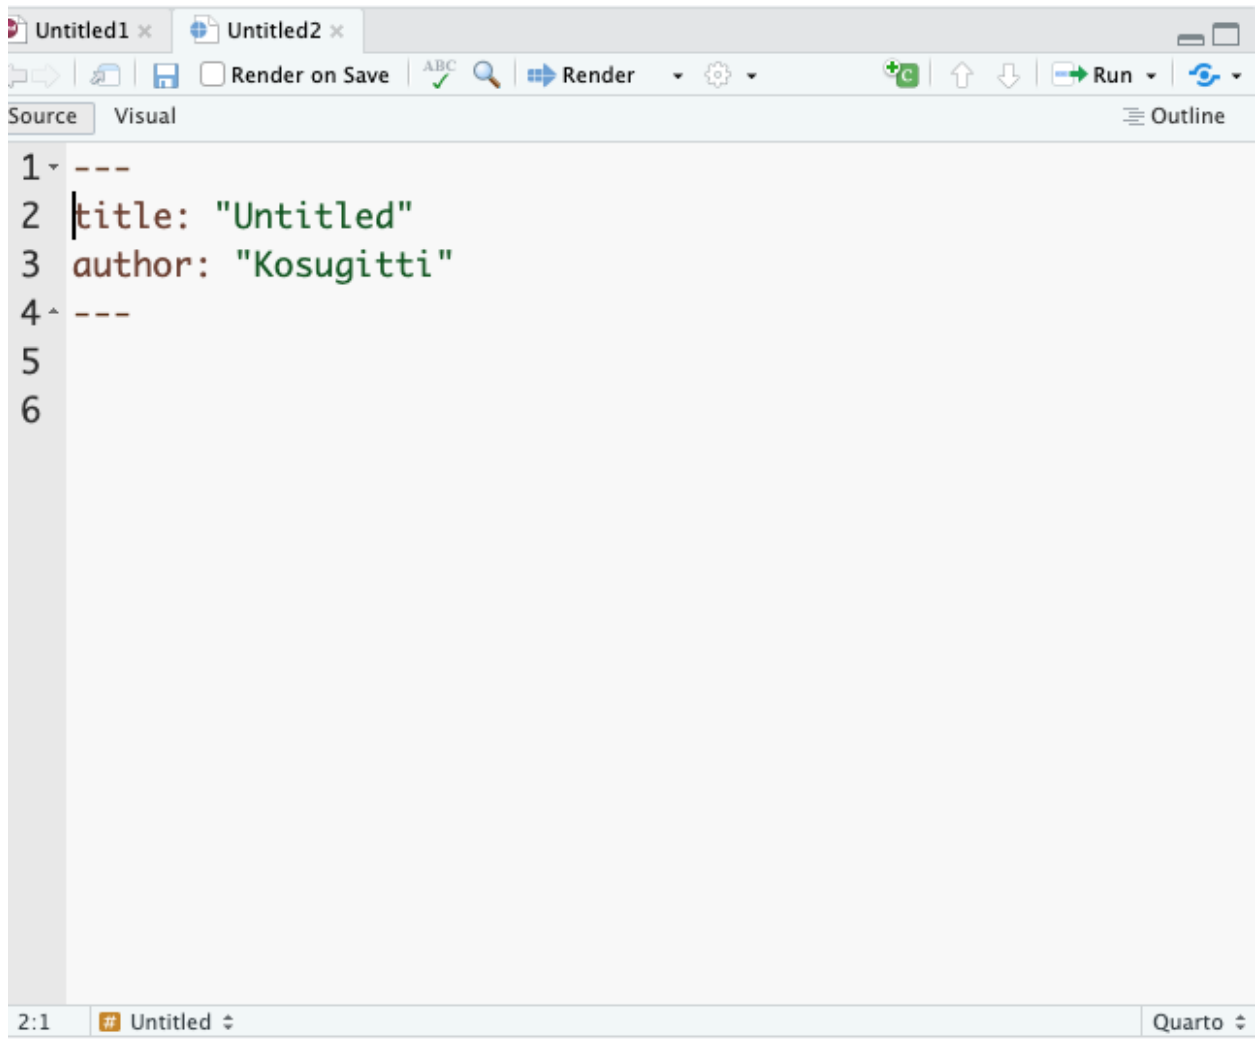 Untitled1 × Untitled2 ×
Render on Save ABC Render Run
Source Visual Outline
1 ---
2 title: "Untitled"
3 author: "Kosugitti"
4 ---
5
6
2:1 # Untitled Quarto